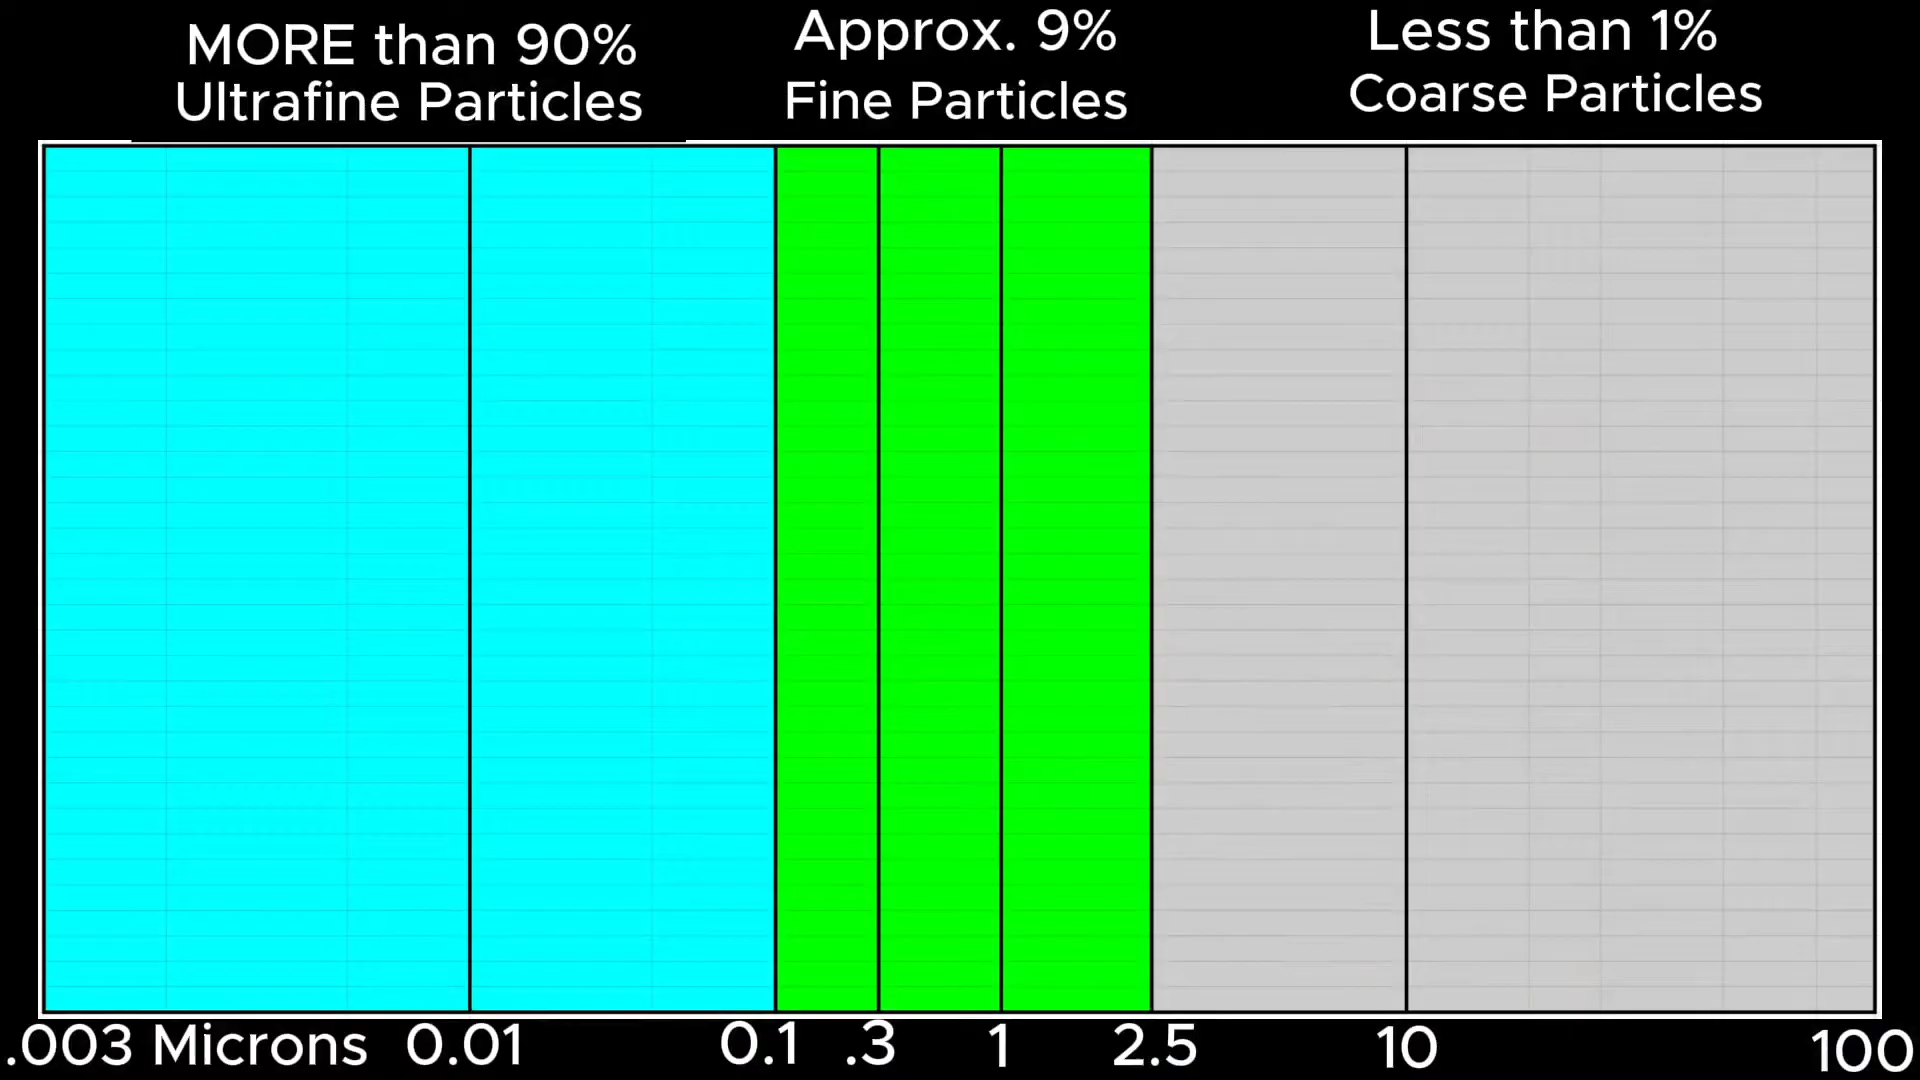 MORE than 90%
Ultrafine Particles
Approx. 9%
Fine Particles
Less than 1%
Coarse Particles
.003 Microns 0.01 0.1 .3 1 2.5 10 100